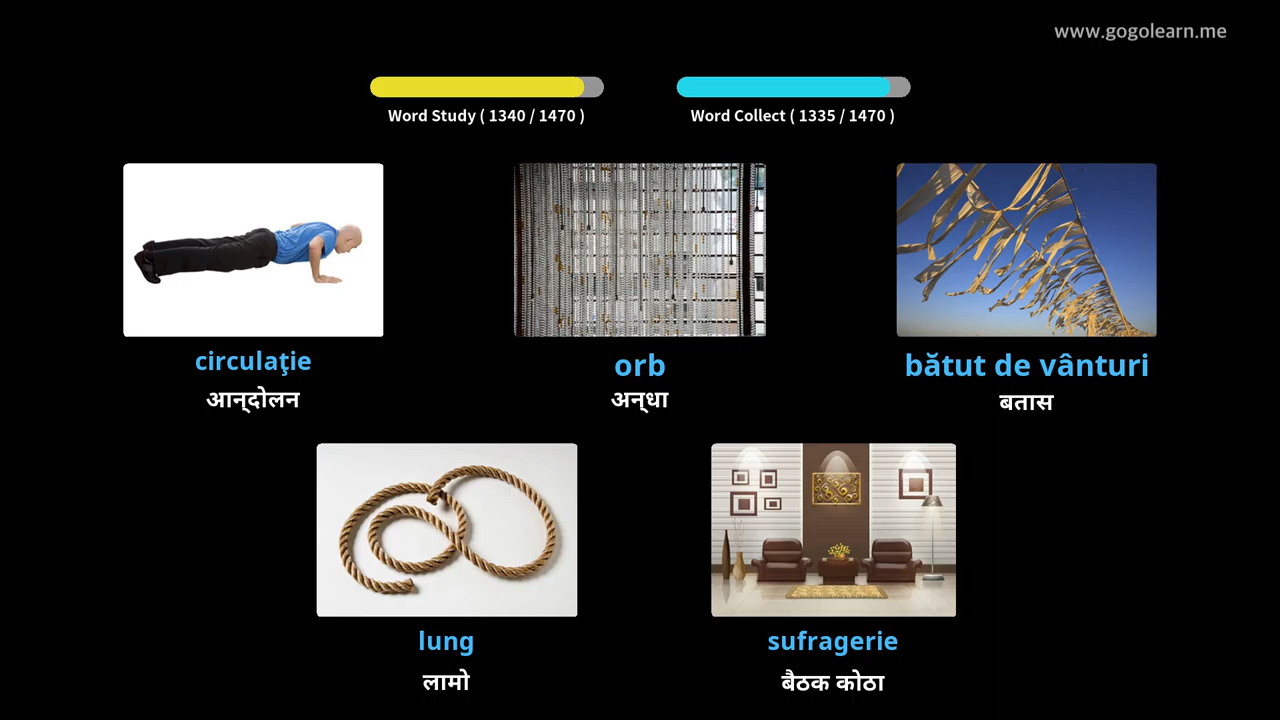 www.gogolearn.me
Word Study ( 1340 / 1470 )
Word Collect ( 1335 / 1470 )
circulaţie
आन्‌दोलन
orb
अन्‌धा
bătut de vânturi
बतास
lung
लामो
sufragerie
बैठक कोठा